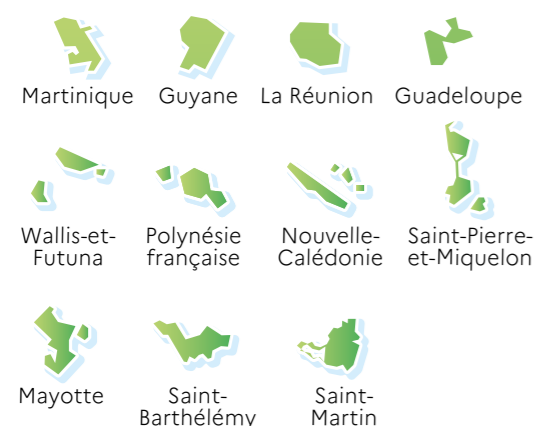 Martinique Guyane La Réunion Guadeloupe
Wallis-et-
Futuna
Polynésie
française
Nouvelle-
Calédonie
Saint-Pierre-
et-Miquelon
Mayotte
Saint-
Barthélémy
Saint-
Martin